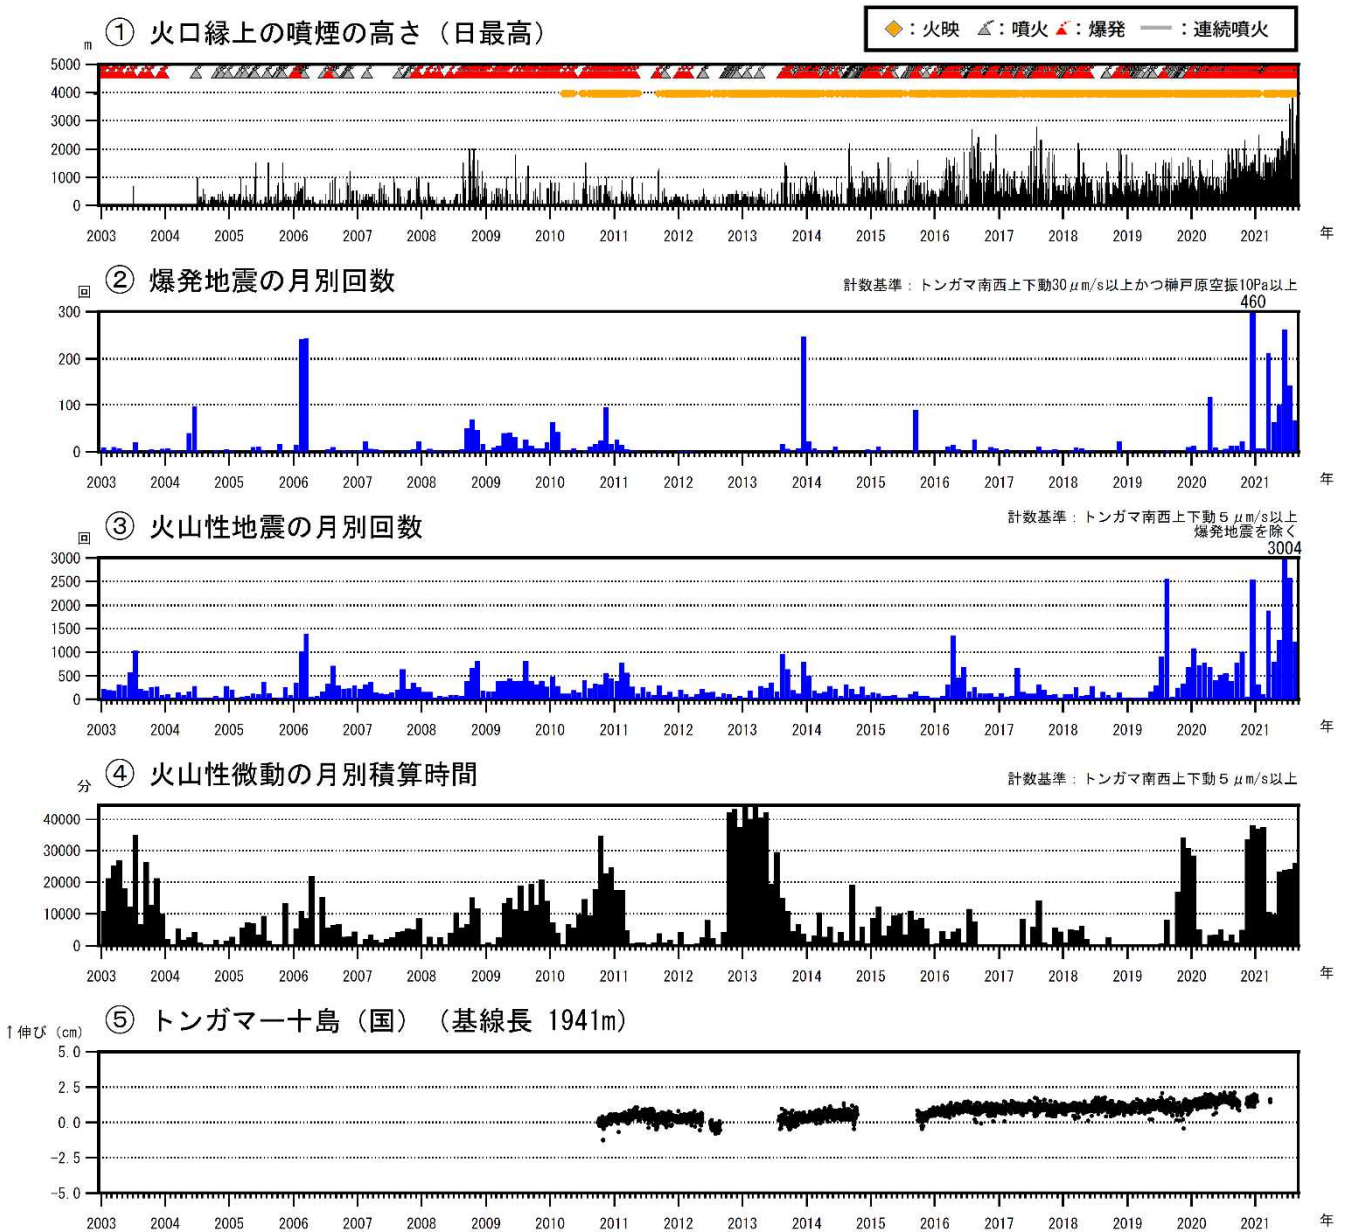 ① 火口縁上の噴煙の高さ（日最高）
◆：火映 ：噴火 ：爆発 ：連続噴火
m
5000
4000
3000
2000
1000
0
2003 2004 2005 2006 2007 2008 2009 2010 2011 2012 2013 2014 2015 2016 2017 2018 2019 2020 2021 年
② 爆発地震の月別回数
計数基準：トンガマ南西上下動30μm/s以上かつ榊戸原空振10Pa以上
回
460
300
200
100
0
2003 2004 2005 2006 2007 2008 2009 2010 2011 2012 2013 2014 2015 2016 2017 2018 2019 2020 2021 年
③ 火山性地震の月別回数
計数基準：トンガマ南西上下動５μm/s以上
爆発地震を除く
回
3004
3000
2500
2000
1500
1000
500
0
2003 2004 2005 2006 2007 2008 2009 2010 2011 2012 2013 2014 2015 2016 2017 2018 2019 2020 2021 年
④ 火山性微動の月別積算時間
計数基準：トンガマ南西上下動５μm/s以上
分
40000
30000
20000
10000
0
2003 2004 2005 2006 2007 2008 2009 2010 2011 2012 2013 2014 2015 2016 2017 2018 2019 2020 2021 年
⑤ トンガマー十島（国）（基線長 1941m）
↑伸び (cm)
5.0
2.5
0.0
-2.5
-5.0
2003 2004 2005 2006 2007 2008 2009 2010 2011 2012 2013 2014 2015 2016 2017 2018 2019 2020 2021 年